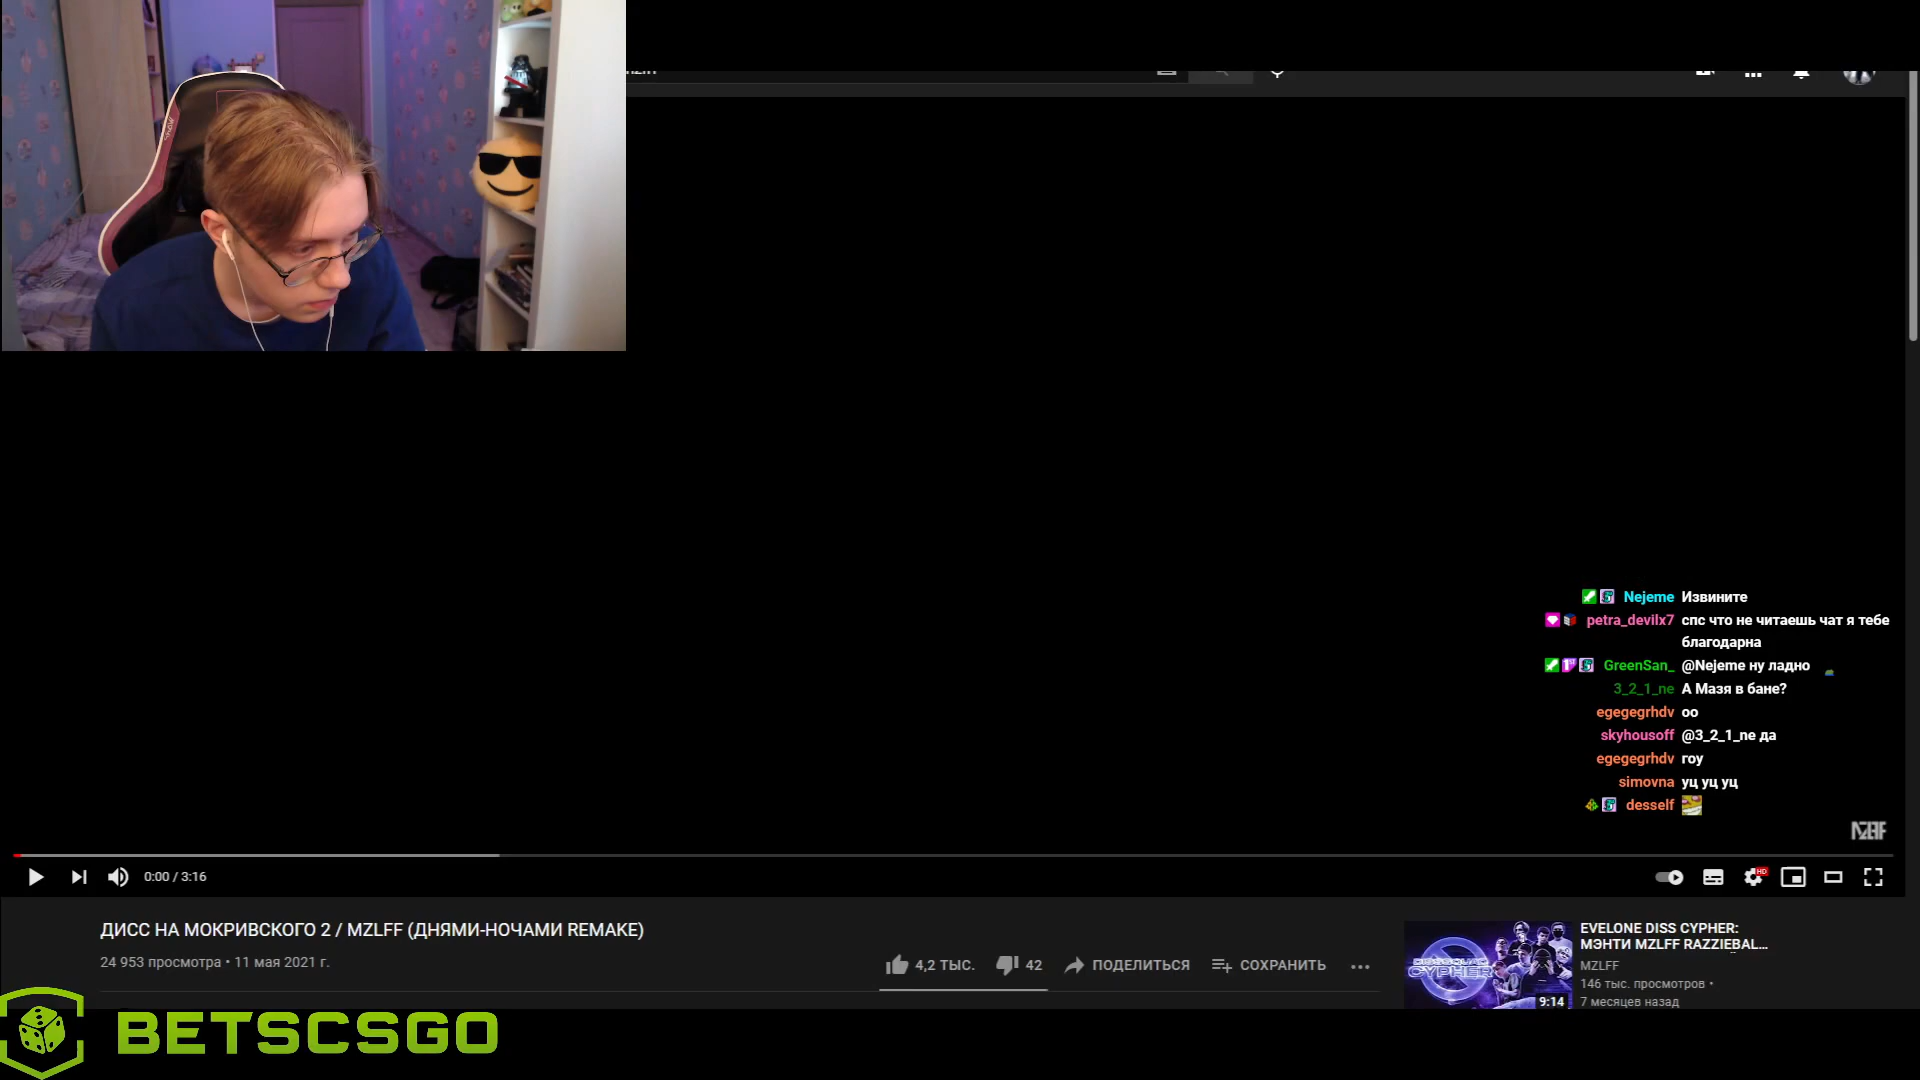 Nejeme Извините
petra_devilx7 спс что не читаешь чат я тебе
благодарна
GreenSan_ @Nejeme ну ладно
3_2_1_ne А Мазя в бане?
egegegrhdv оо
skyhousoff @3_2_1_ne да
egegegrhdv гоу
simovna уц уц уц
desself
MZLFF
0:00 / 3:16
HD
ДИСС НА МОКРИВСКОГО 2 / MZLFF (ДНЯМИ-НОЧАМИ REMAKE)
24 953 просмотра • 11 мая 2021 г.
4,2 ТЫС.
42
ПОДЕЛИТЬСЯ
СОХРАНИТЬ
CYPHER
9:14
EVELONE DISS CYPHER:
МЭНТИ MZLFF RAZZIEBAL...
MZLFF
146 тыс. просмотров •
7 месяцев назад
BETSCSGO